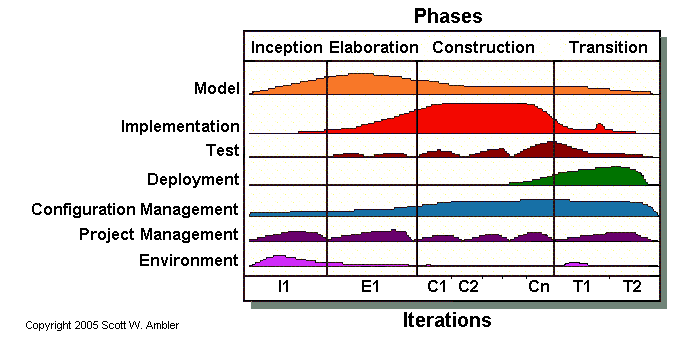 Phases
Inception Elaboration Construction Transition
Model
Implementation
Test
Deployment
Configuration Management
Project Management
Environment
I1 E1 C1 C2 Cn T1 T2
Iterations
Copyright 2005 Scott W. Ambler